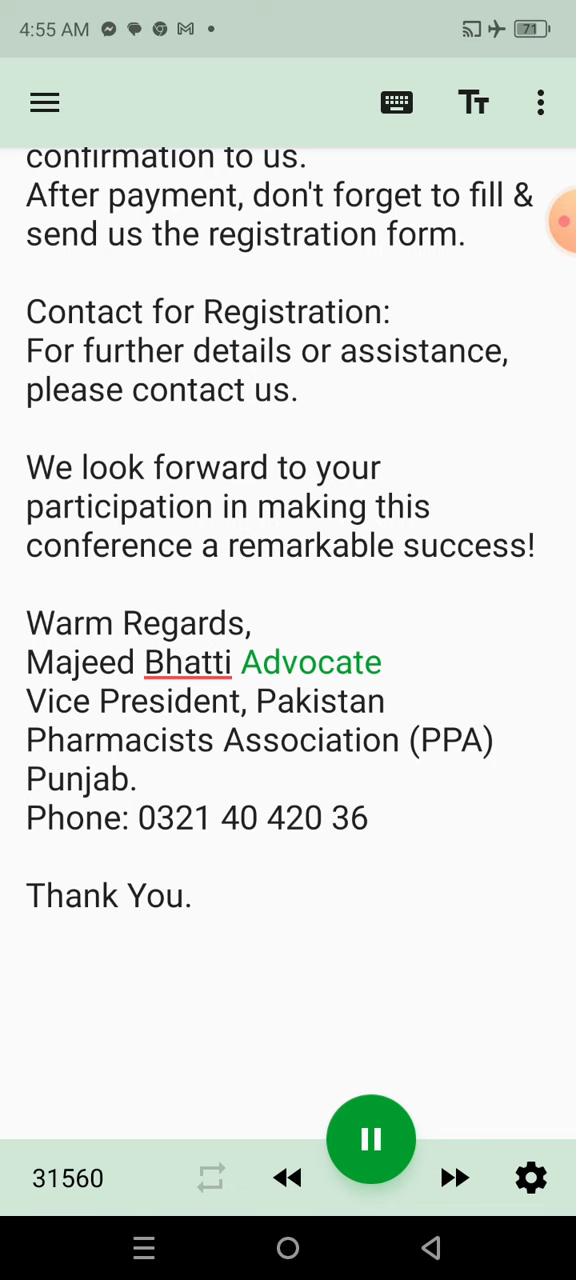 4:55 AM
71
confirmation to us.
After payment, don't forget to fill &
send us the registration form.
Contact for Registration:
For further details or assistance,
please contact us.
We look forward to your
participation in making this
conference a remarkable success!
Warm Regards,
Majeed Bhatti Advocate
Vice President, Pakistan
Pharmacists Association (PPA)
Punjab.
Phone: 0321 40 420 36
Thank You.
31560